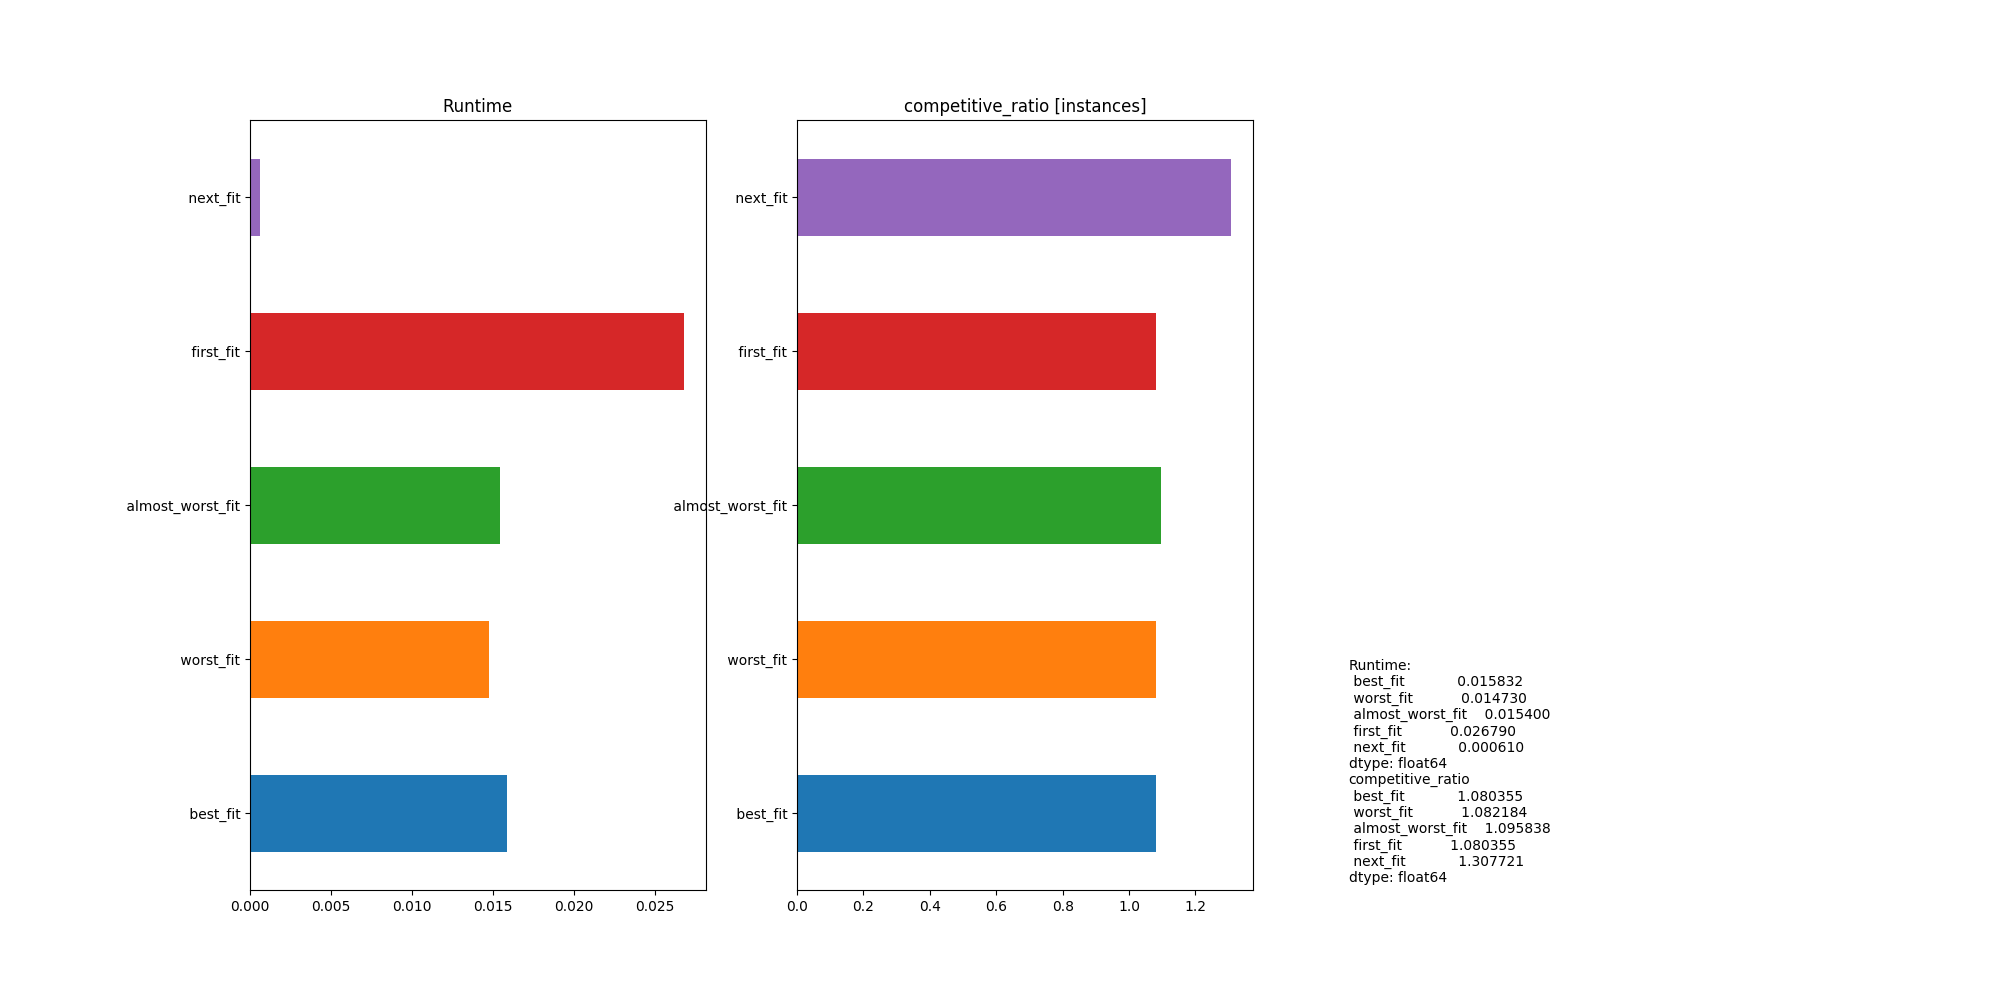 Runtime
next_fit
first_fit
almost_worst_fit
worst_fit
best_fit
0.000 0.005 0.010 0.015 0.020 0.025
competitive_ratio [instances]
next_fit
first_fit
almost_worst_fit
worst_fit
best_fit
0.0 0.2 0.4 0.6 0.8 1.0 1.2
Runtime:
best_fit 0.015832
worst_fit 0.014730
almost_worst_fit 0.015400
first_fit 0.026790
next_fit 0.000610
dtype: float64
competitive_ratio
best_fit 1.080355
worst_fit 1.082184
almost_worst_fit 1.095838
first_fit 1.080355
next_fit 1.307721
dtype: float64